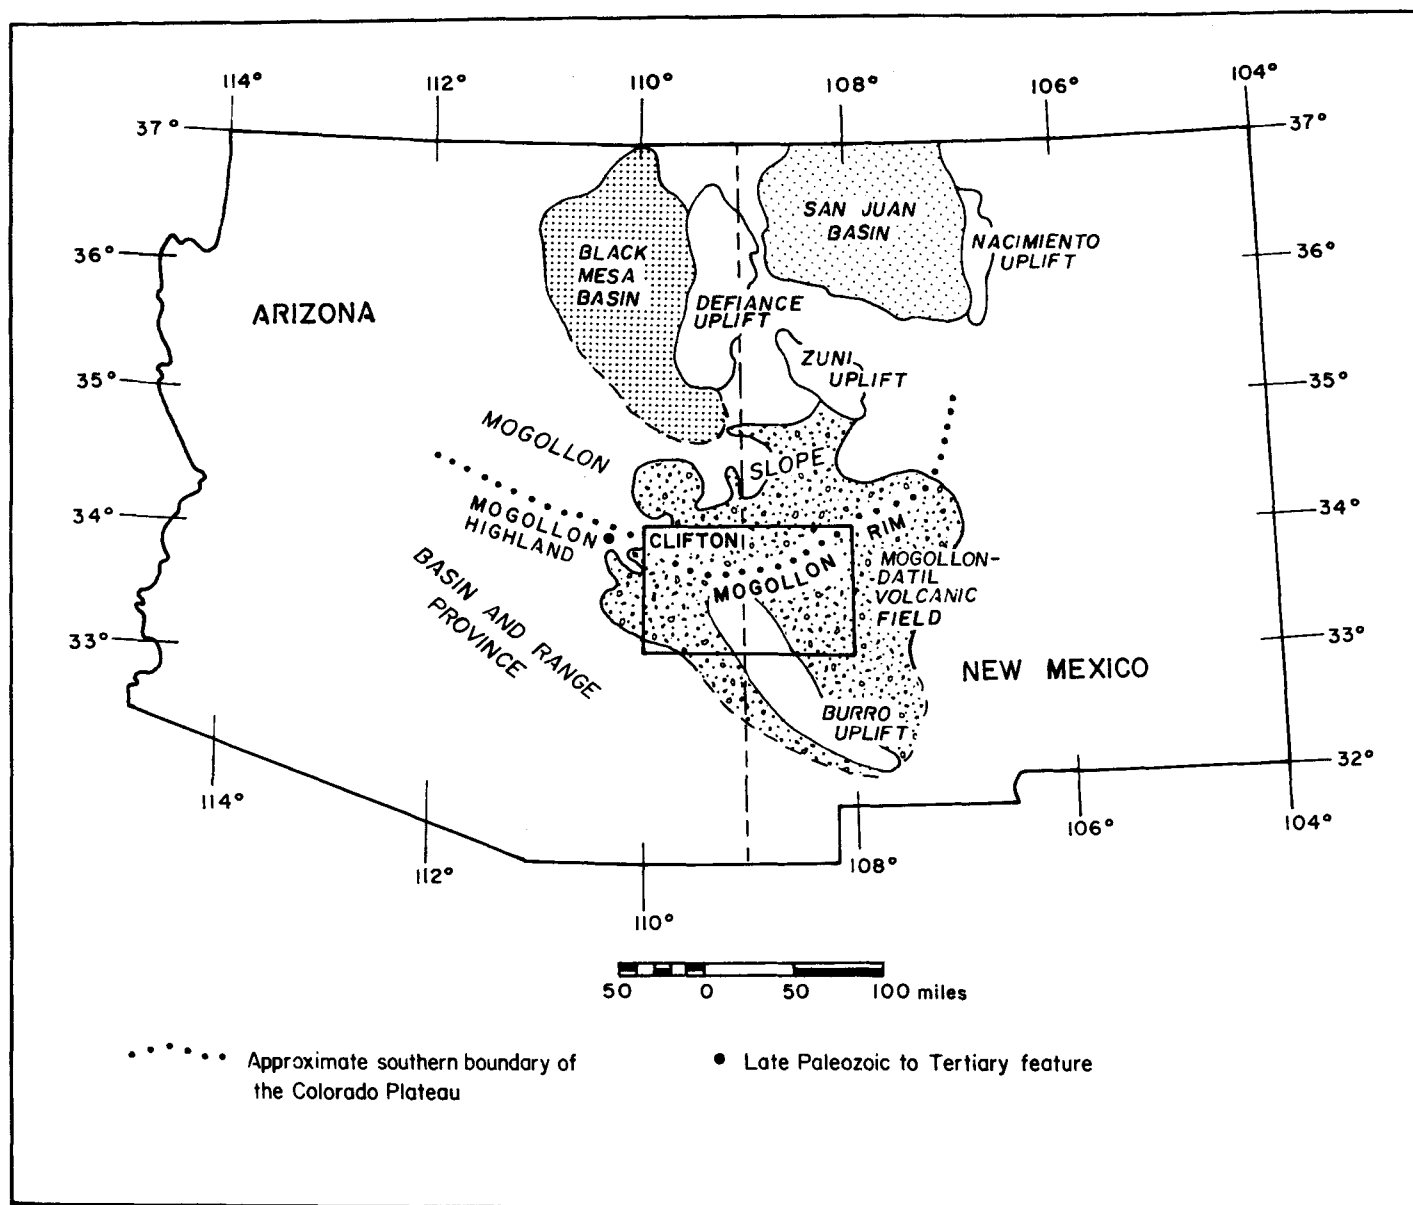 114°
112°
110°
108°
106°
104°
37°
37°
SAN JUAN
BASIN
NACIMIENTO
UPLIFT
36°
36°
BLACK
MESA
BASIN
DEFIANCE
UPLIFT
ARIZONA
ZUNI
UPLIFT
35°
35°
MOGOLLON
SLOPE
34°
34°
MOGOLLON
HIGHLAND
CLIFTON
MOGOLLON
RIM
MOGOLLON-
DATIL
VOLCANIC
FIELD
BASIN AND RANGE
PROVINCE
33°
33°
NEW MEXICO
BURRO
UPLIFT
32°
114°
112°
110°
108°
106°
104°
50 0 50 100 miles
Approximate southern boundary of
the Colorado Plateau
Late Paleozoic to Tertiary feature